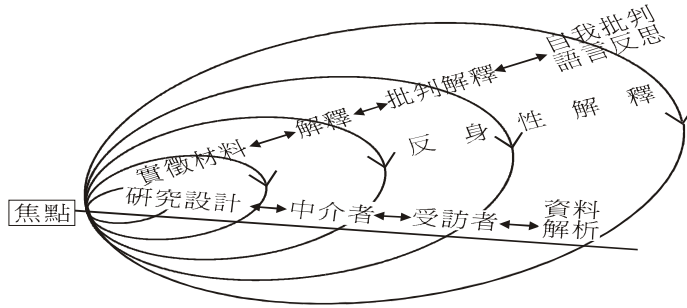 自我批判
語言反思
批判解釋
解釋
實徵材料
反身性解釋
研究設計
中介者
受訪者
資料
解析
焦點